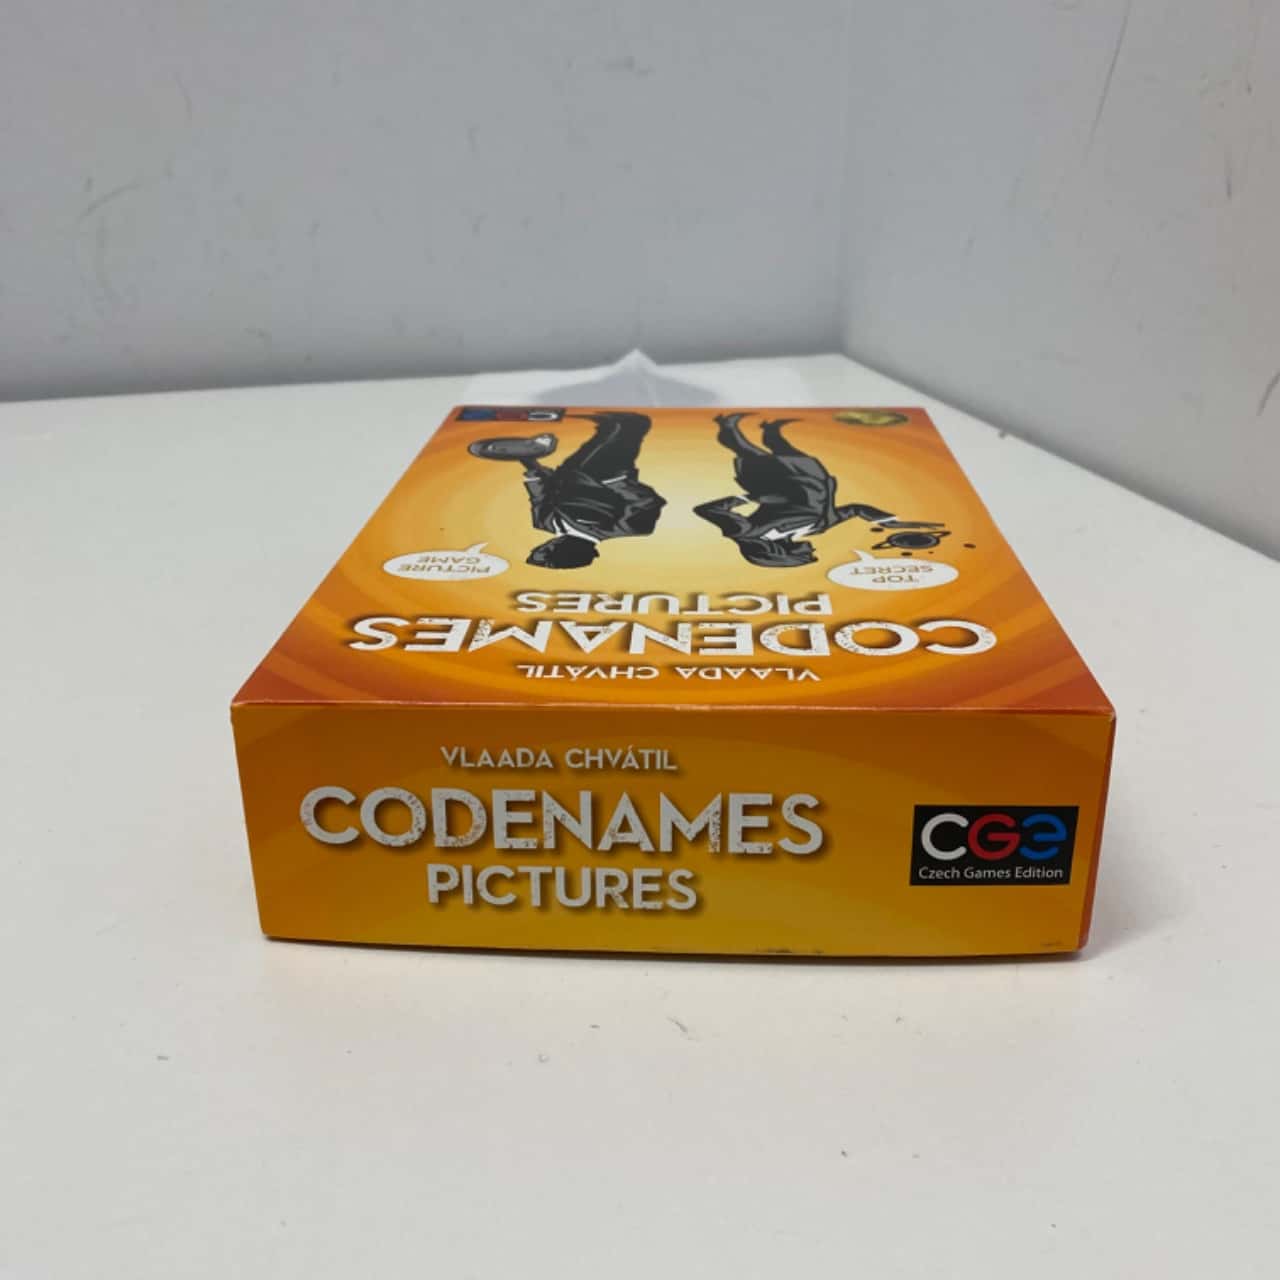 PICTURE
GAME
TOP
SECRET
CODENAMES
PICTURES
VLAADA CHVÁTIL
VLAADA CHVÁTIL
CODENAMES
PICTURES
CGE
Czech Games Edition